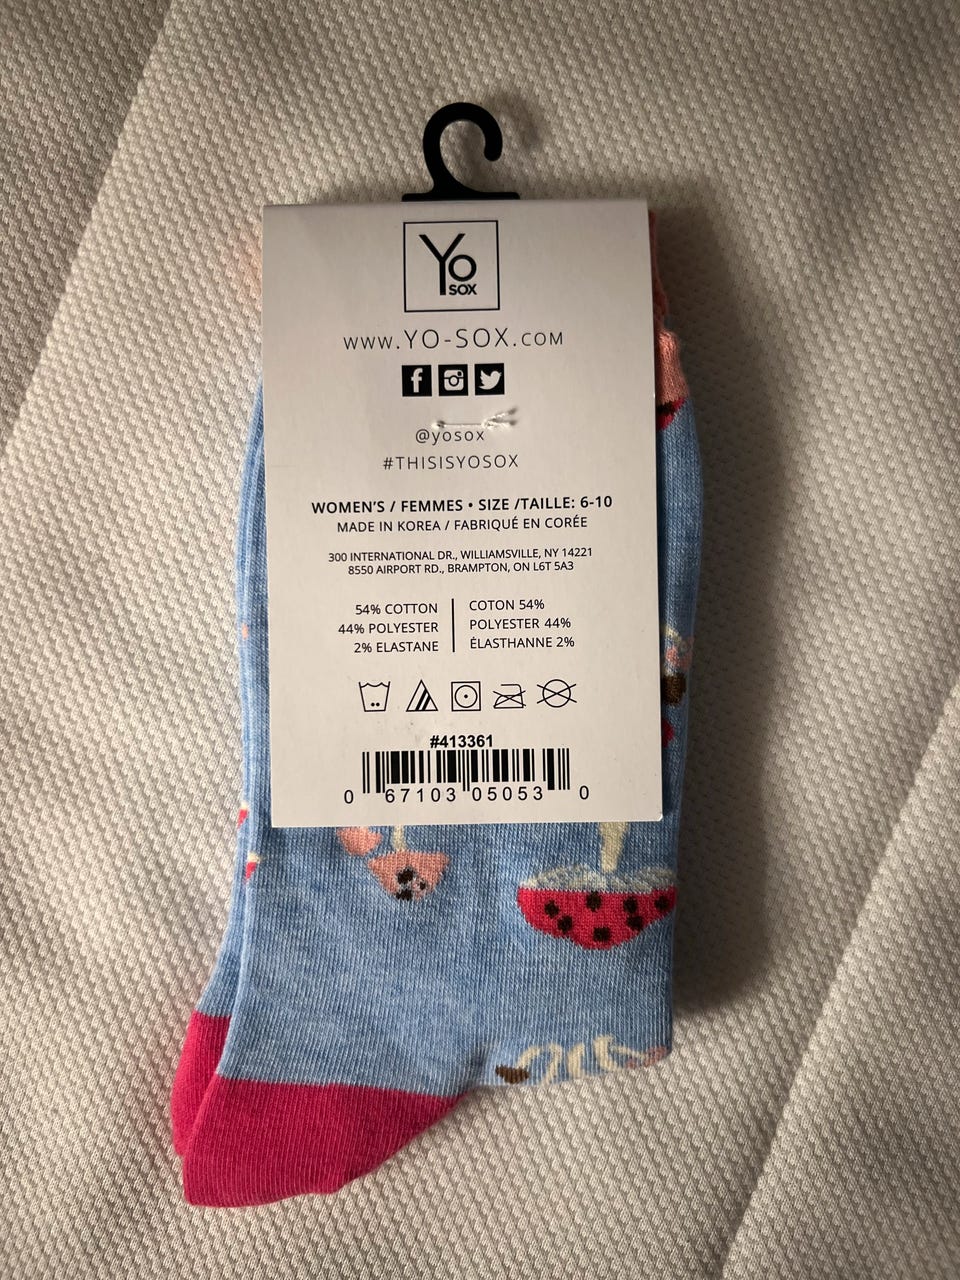 Yo
SOX
WWW.YO-SOX.COM
@yosox
#THISISYOSOX
WOMEN'S / FEMMES • SIZE /TAILLE: 6-10
MADE IN KOREA / FABRIQUÉ EN CORÉE
300 INTERNATIONAL DR., WILLIAMSVILLE, NY 14221
8550 AIRPORT RD., BRAMPTON, ON L6T 5A3
54% COTTON
44% POLYESTER
2% ELASTANE
COTON 54%
POLYESTER 44%
ÉLASTHANNE 2%
#413361
0 67103 05053 0